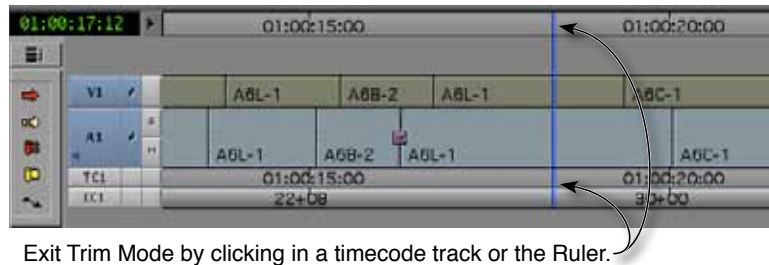 01:00:17:12 01:00:15:00 01:00:20:00
V1 A6L-1 A6B-2 A6L-1 A6C-1
A1 A6L-1 A6B-2 A6L-1 A6C-1
TC1 01:00:15:00 01:00:20:00
EC1 22+08 30+00
Exit Trim Mode by clicking in a timecode track or the Ruler.